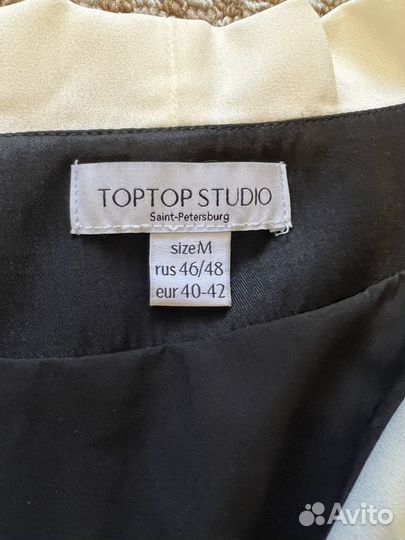 TOPTOP STUDIO
Saint-Petersburg
size M
rus 46/48
eur 40-42
Avito